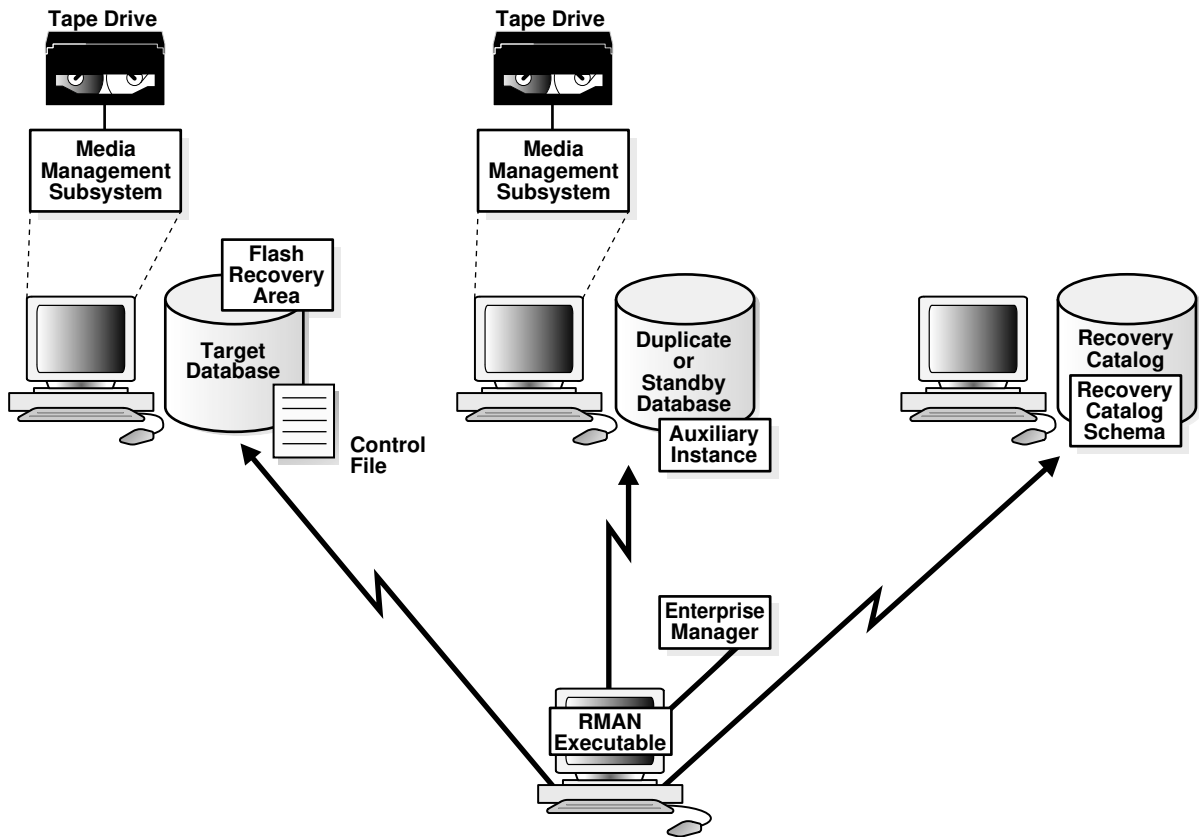 Tape Drive
Tape Drive
Media
Management
Subsystem
Media
Management
Subsystem
Flash
Recovery
Area
Target
Database
Control
File
Duplicate
or
Standby
Database
Auxiliary
Instance
Recovery
Catalog
Recovery
Catalog
Schema
Enterprise
Manager
RMAN
Executable